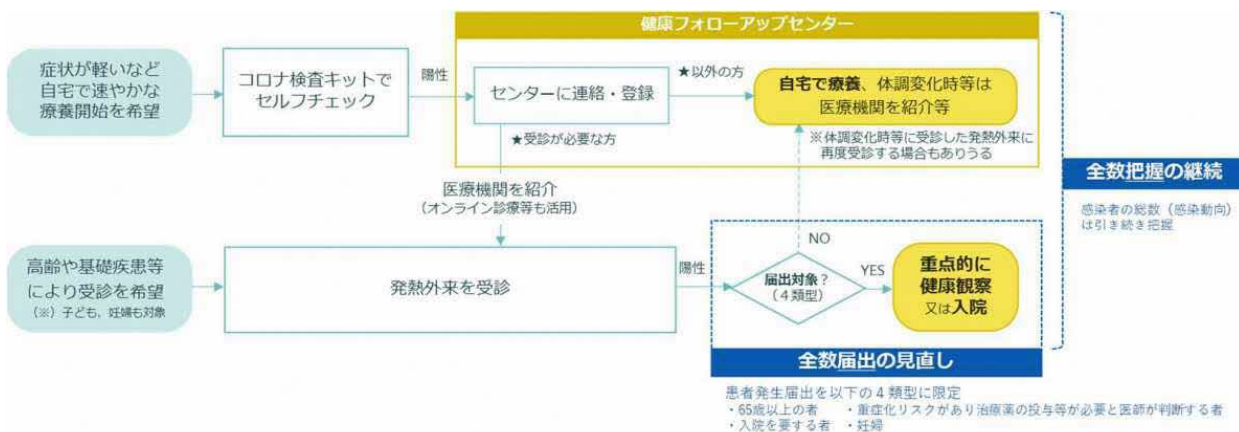 健康フォローアップセンター
症状が軽いなど
自宅で速やかな
療養開始を希望
コロナ検査キットで
セルフチェック
陽性
センターに連絡・登録
★以外の方
自宅で療養、体調変化時等は
医療機関を紹介等
※体調変化時等に受診した発熱外来に
再度受診する場合もありうる
★受診が必要な方
医療機関を紹介
（オンライン診療等も活用）
全数把握の継続
感染者の総数（感染動向）
は引き続き把握
高齢や基礎疾患等
により受診を希望
（※）子ども、妊婦も対象
発熱外来を受診
陽性
届出対象？
（４類型）
NO
YES
重点的に
健康観察
又は入院
全数届出の見直し
患者発生届出を以下の４類型に限定
・65歳以上の者　・重症化リスクがあり治療薬の投与等が必要と医師が判断する者
・入院を要する者　・妊婦